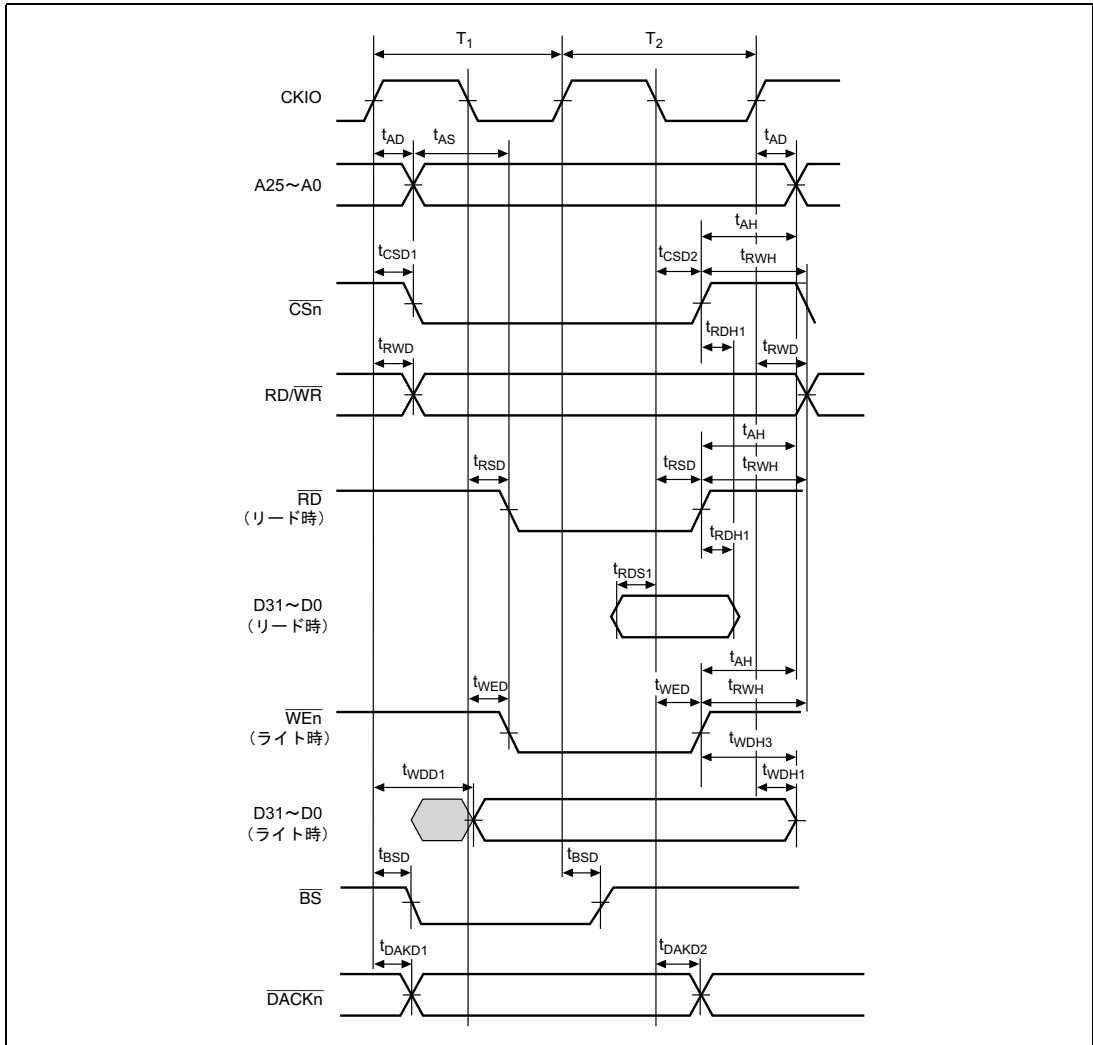 T1 T2
CKIO
tAD tAS tAD
A25～A0
tAH
tCSD1 tCSD2 tRWH
CSn
tRDH1
tRWD tRWD
RD/WR
tAH
tRSD tRSD tRWH
RD
（リード時）
tRDH1
tRDS1
D31～D0
（リード時）
tAH
tWED tWED tRWH
WEn
（ライト時）
tWDH3
tWDD1 tWDH1
D31～D0
（ライト時）
tBSD tBSD
BS
tDAKD1 tDAKD2
DACKn